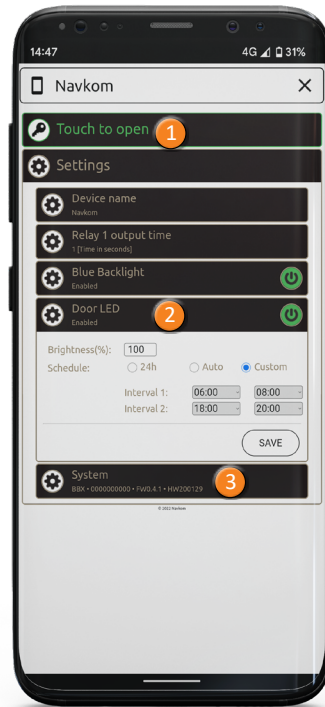 14:47 4G 31%
Navkom
Touch to open 1
Settings
Device name
Navkom
Relay 1 output time
1 [Time in seconds]
Blue Backlight
Enabled
Door LED 2
Enabled
Brightness(%): 100
Schedule: 24h Auto Custom
Interval 1: 06:00 08:00
Interval 2: 18:00 20:00
SAVE
System 3
BBX • 0000000000 • FW0.4.1 • HW200129
© 2022 Navkom